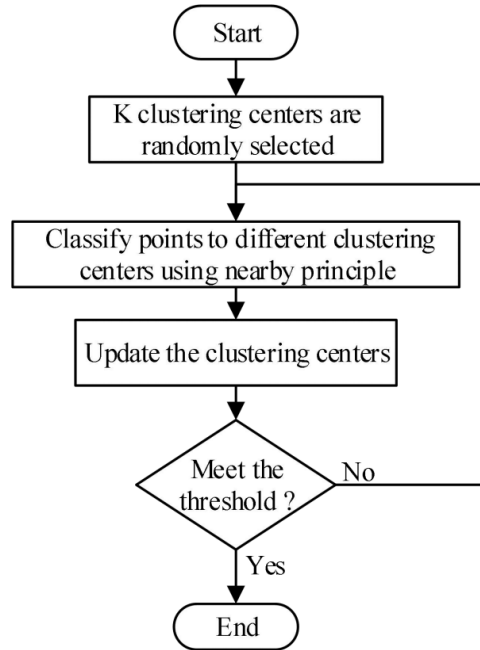 Start
K clustering centers are
randomly selected
Classify points to different clustering
centers using nearby principle
Update the clustering centers
Meet the
threshold ?
No
Yes
End